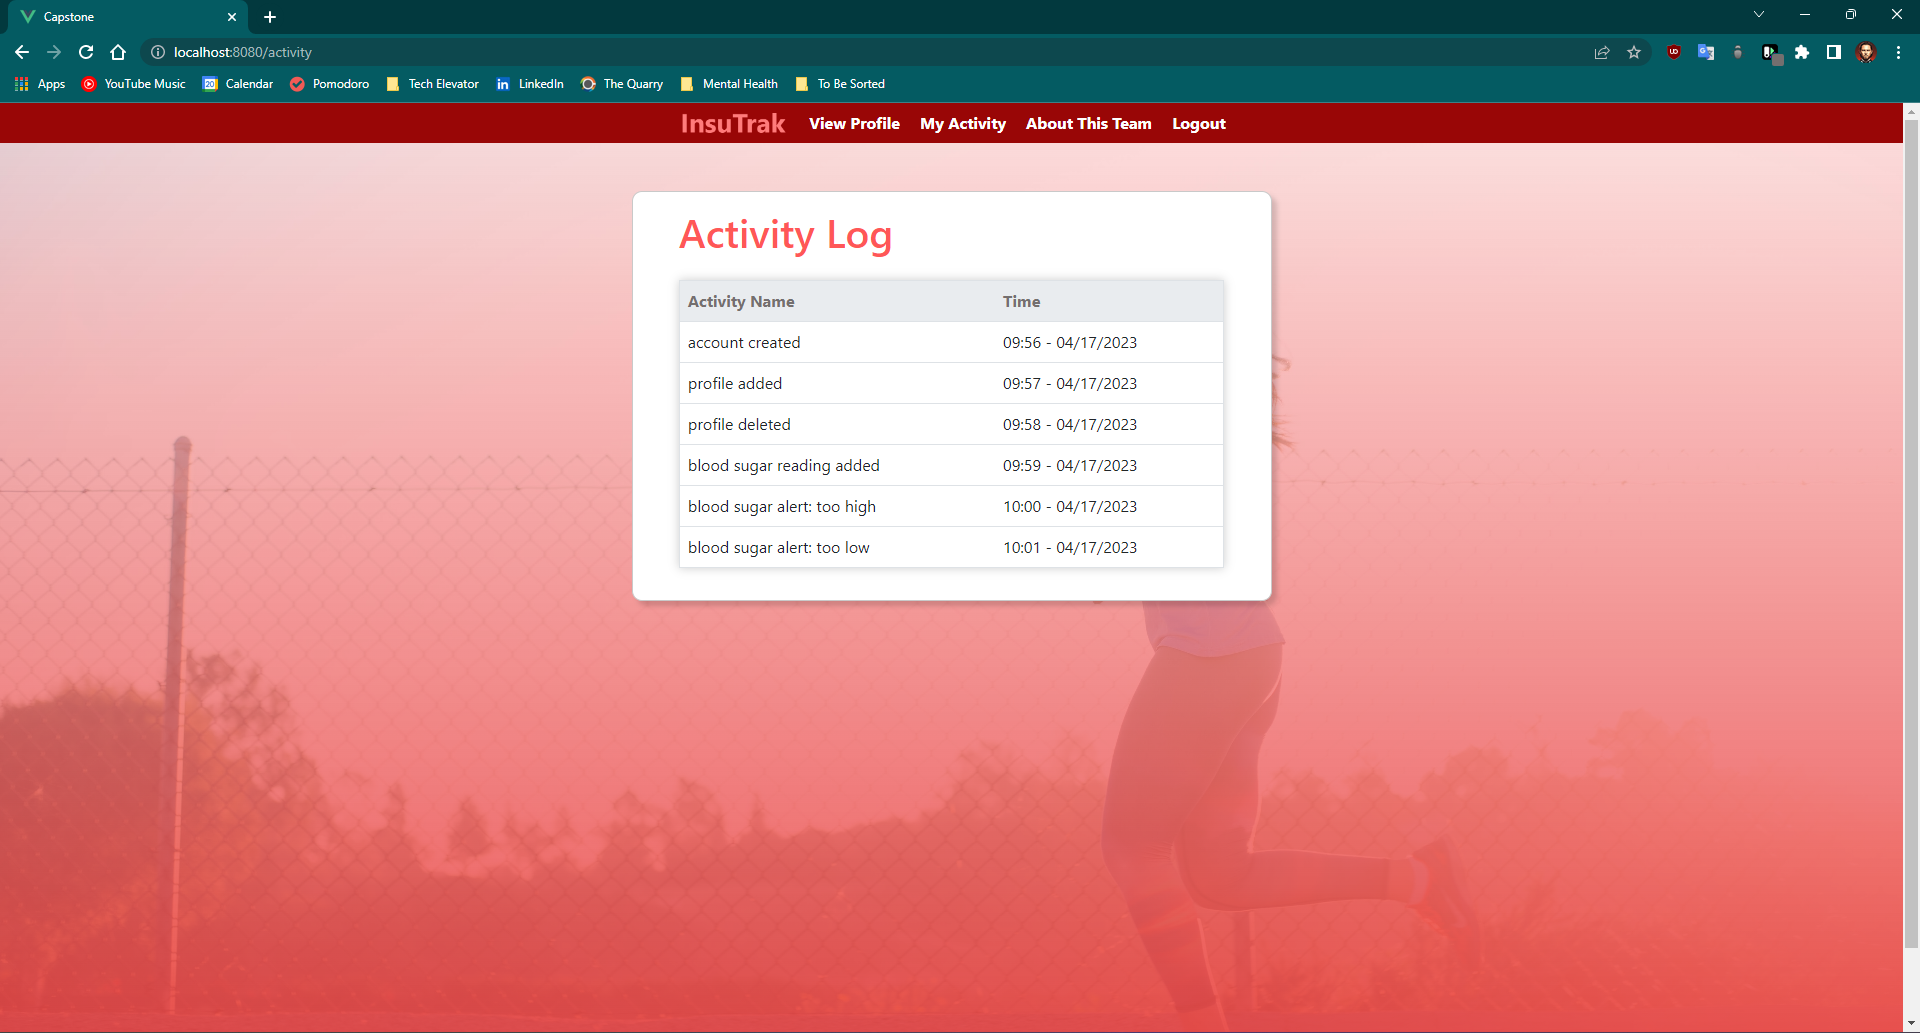 Capstone
localhost:8080/activity
Apps YouTube Music Calendar Pomodoro Tech Elevator LinkedIn The Quarry Mental Health To Be Sorted
InsuTrak View Profile My Activity About This Team Logout
Activity Log
Activity Name Time
account created 09:56 - 04/17/2023
profile added 09:57 - 04/17/2023
profile deleted 09:58 - 04/17/2023
blood sugar reading added 09:59 - 04/17/2023
blood sugar alert: too high 10:00 - 04/17/2023
blood sugar alert: too low 10:01 - 04/17/2023